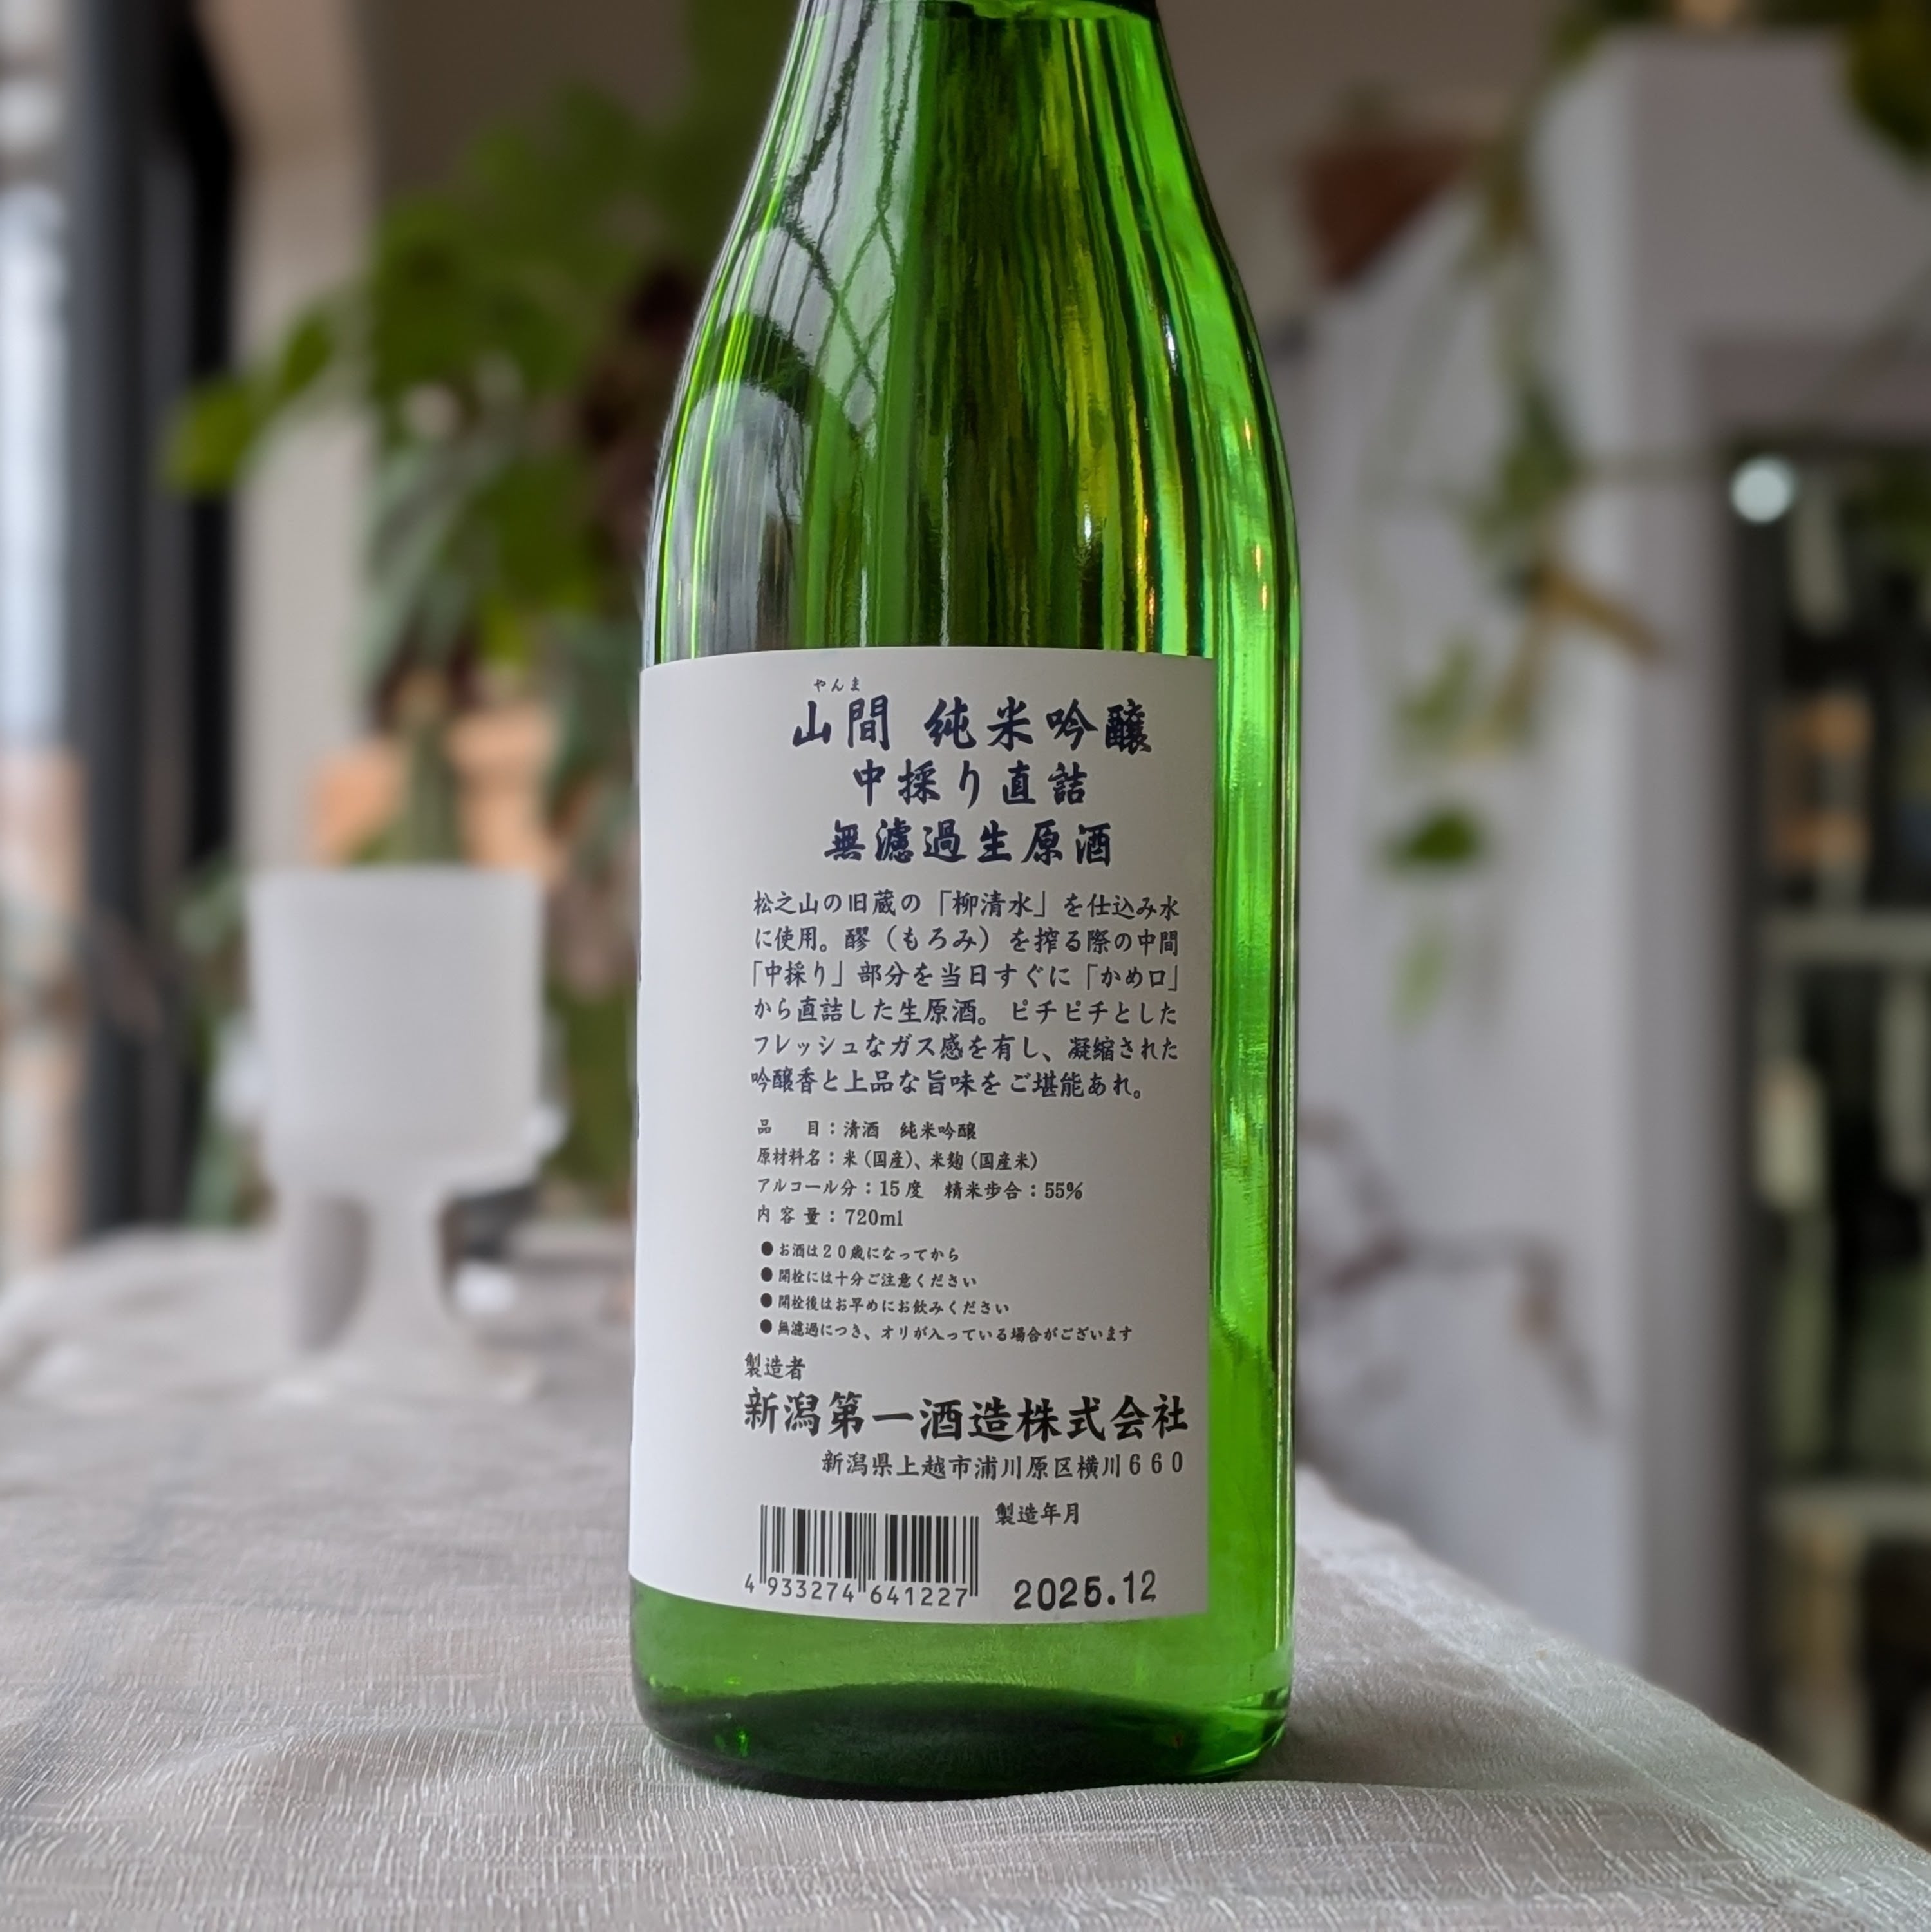 やんま
山間 純米吟醸
中採り直詰
無濾過生原酒
松之山の旧蔵の「柳清水」を仕込み水
に使用。醪（もろみ）を搾る際の中間
「中採り」部分を当日すぐに「かめ口」
から直詰した生原酒。ピチピチとした
フレッシュなガス感を有し、凝縮された
吟醸香と上品な旨味をご堪能あれ。
品　　目：清酒　純米吟醸
原材料名：米（国産）、米麹（国産米）
アルコール分：15度　精米歩合：55%
内 容 量：720ml
●お酒は２０歳になってから
●開栓には十分ご注意ください
●開栓後はお早めにお飲みください
●無濾過につき、オリが入っている場合がございます
製造者
新潟第一酒造株式会社
新潟県上越市浦川原区横川６６０
製造年月
4 933274 641227
2025.12